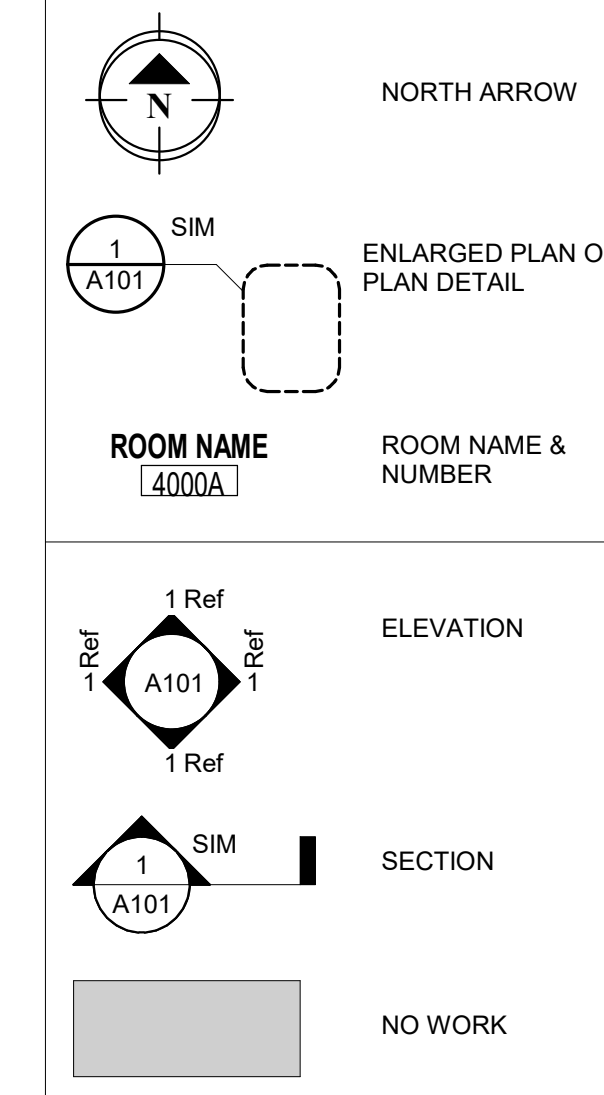 N
NORTH ARROW
SIM
1
A101
ENLARGED PLAN O
PLAN DETAIL
ROOM NAME
4000A
ROOM NAME &
NUMBER
1 Ref
1 Ref
A101
1 Ref
1 Ref
ELEVATION
SIM
1
A101
SECTION
NO WORK